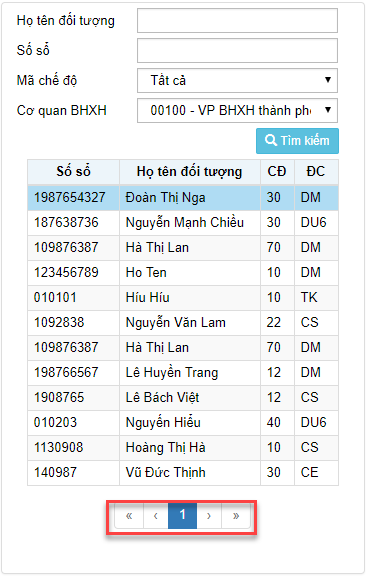 Họ tên đối tượng
Số sổ
Mã chế độ Tất cả
Cơ quan BHXH 00100 - VP BHXH thành phố
Tìm kiếm
Số sổ Họ tên đối tượng CĐ ĐC
1987654327 Đoàn Thị Nga 30 DM
187638736 Nguyễn Mạnh Chiều 30 DU6
109876387 Hà Thị Lan 70 DM
123456789 Ho Ten 10 DM
010101 Híu Híu 10 TK
1092838 Nguyễn Văn Lam 22 CS
109876387 Hà Thị Lan 70 DM
198766567 Lê Huyền Trang 12 DM
1908765 Lê Bách Việt 12 CS
010203 Nguyễn Hiếu 40 DU6
1130908 Hoàng Thị Hà 10 CS
140987 Vũ Đức Thịnh 30 CE
« ‹ 1 › »